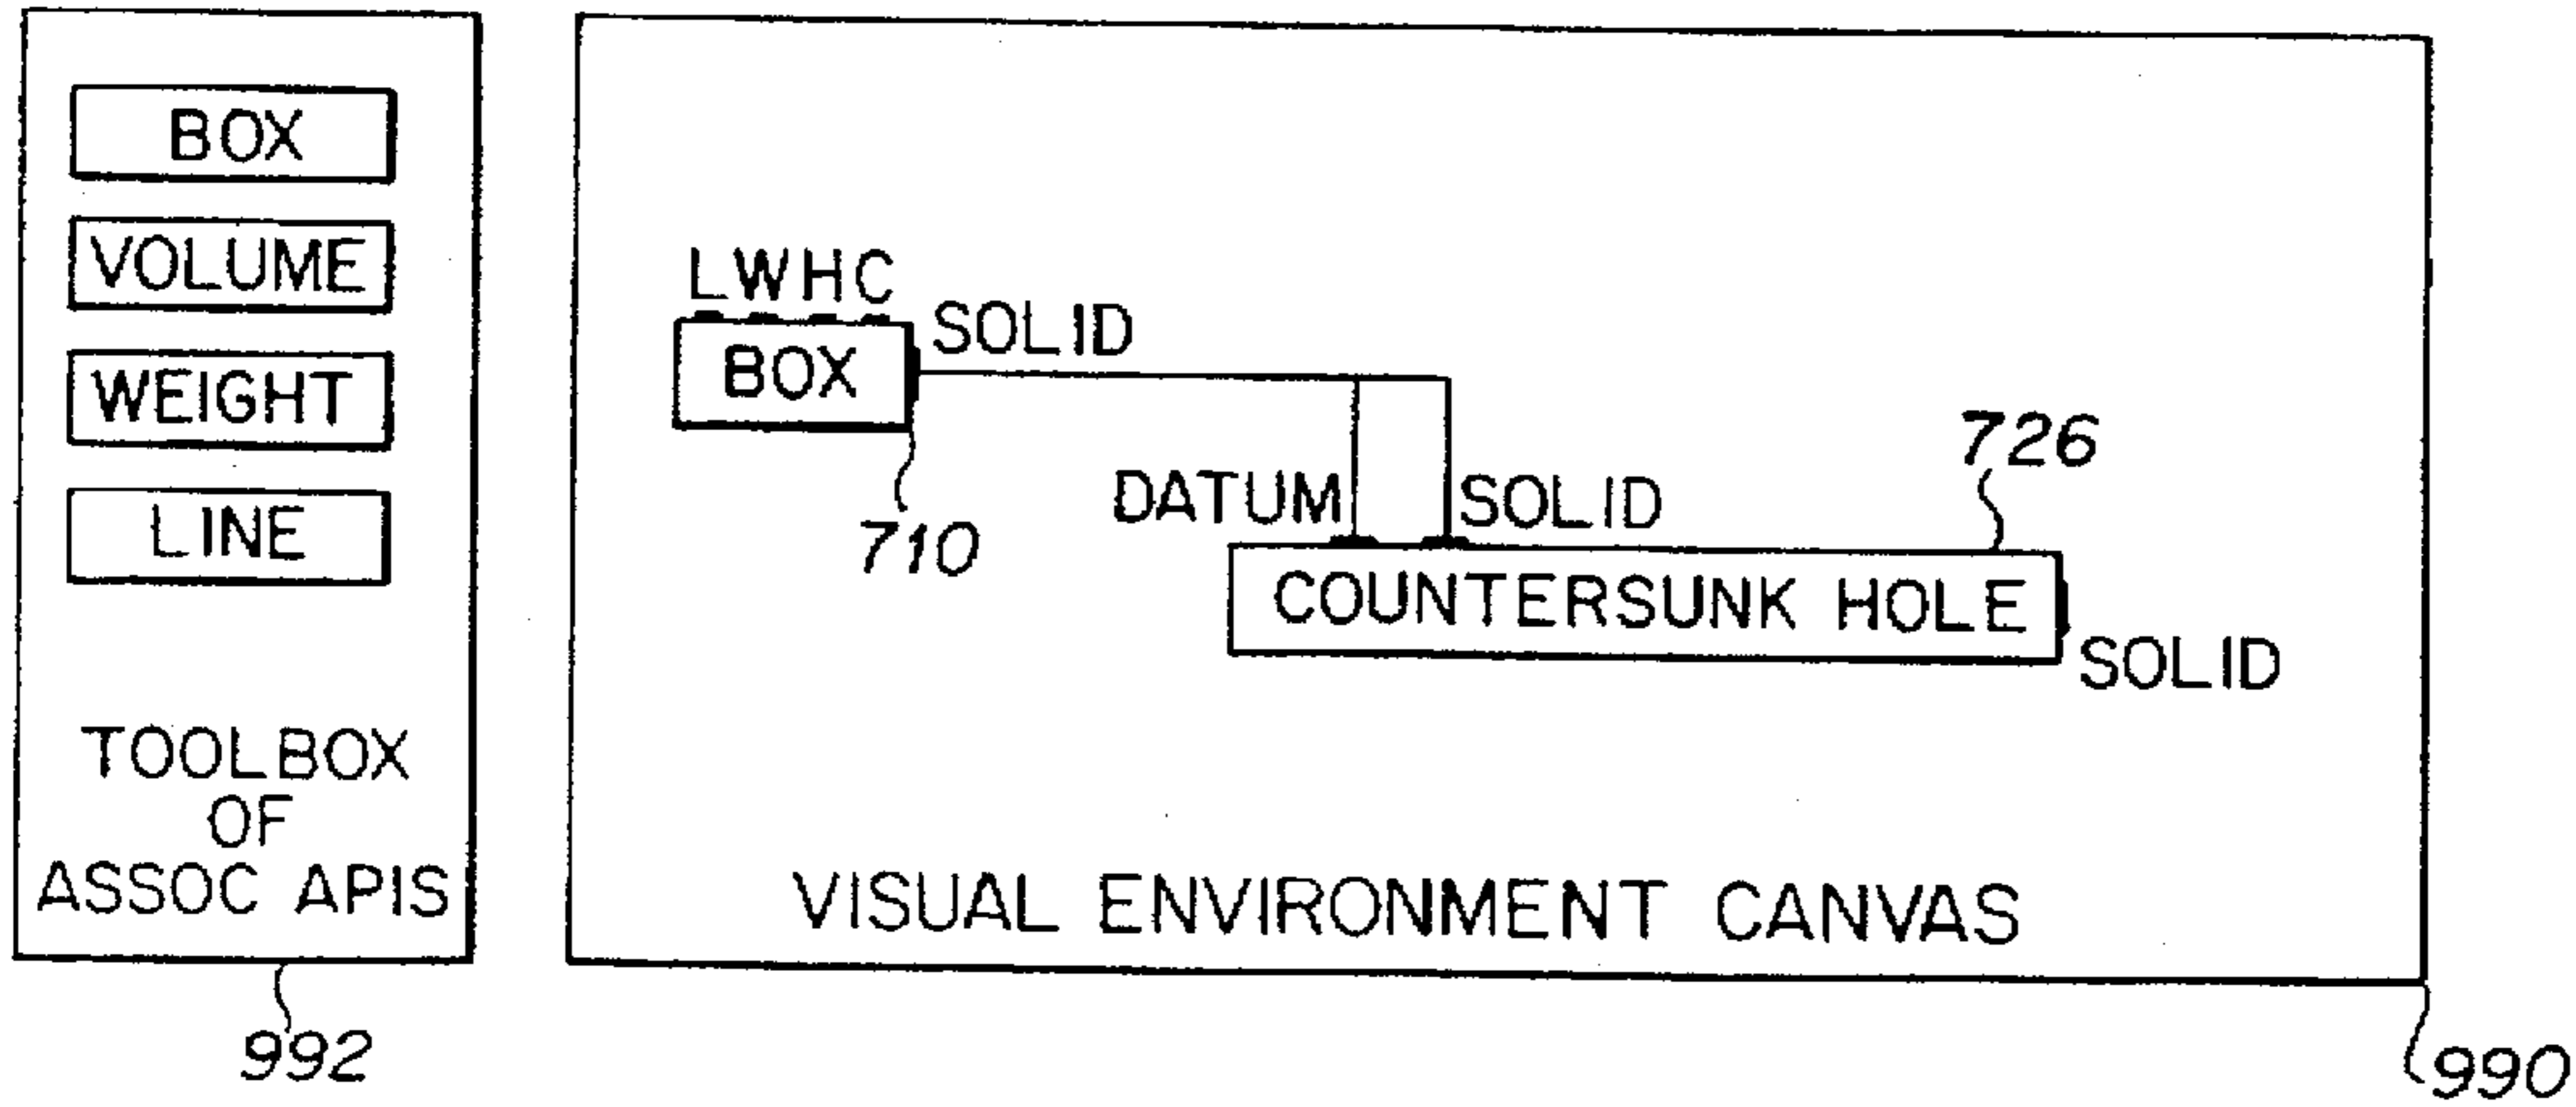 BOX
VOLUME
WEIGHT
LINE
TOOLBOX
OF
ASSOC APIS
992
LWHC
SOLID
BOX
710
DATUM
SOLID
726
COUNTERSUNK HOLE
SOLID
VISUAL ENVIRONMENT CANVAS
990